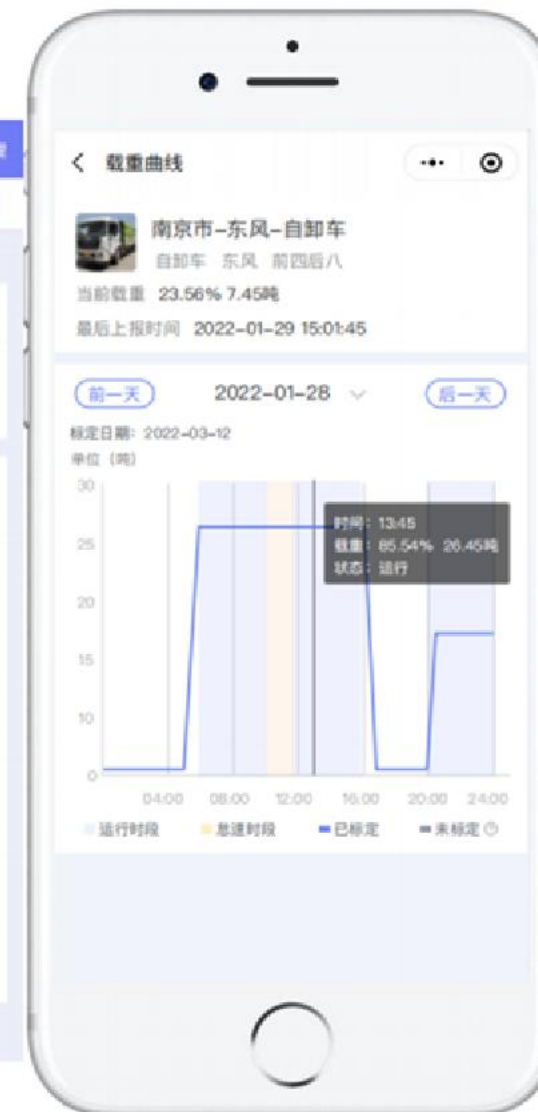 载重曲线
南京市-东风-自卸车
自卸车 东风 前四后八
当前载重 23.56% 7.45吨
最后上报时间 2022-01-29 15:01:45
前一天 2022-01-28 后一天
标定日期: 2022-03-12
单位 (吨)
30
时间: 13:45
载重: 85.54% 26.45吨
状态: 运行
25
20
15
10
0
04:00 08:00 12:00 16:00 20:00 24:00
运行时段 怠速时段 已标定 未标定